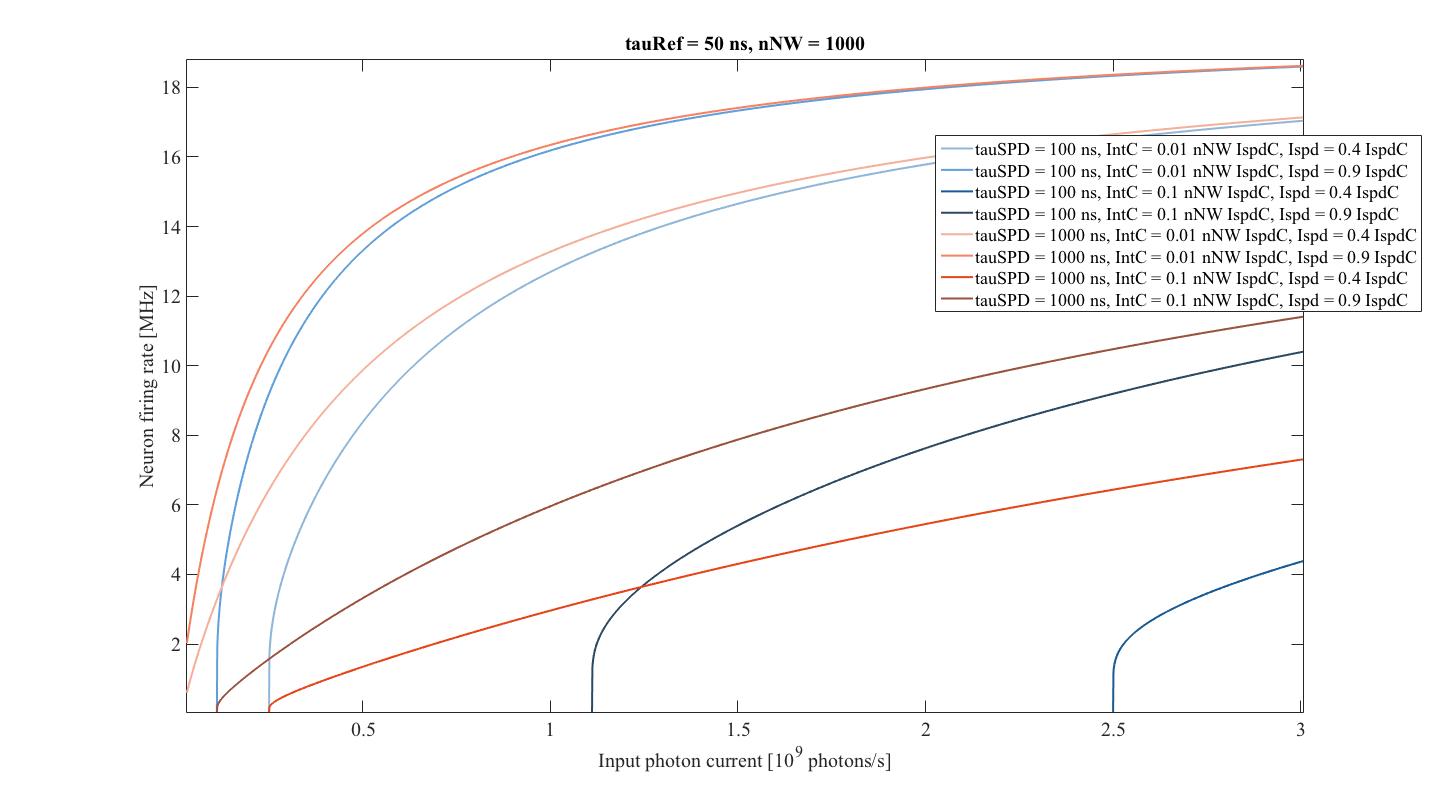 tauRef = 50 ns, nNW = 1000
18
16
14
12
10
8
6
4
2
Neuron firing rate [MHz]
tauSPD = 100 ns, IntC = 0.01 nNW IspdC, Ispd = 0.4 IspdC
tauSPD = 100 ns, IntC = 0.01 nNW IspdC, Ispd = 0.9 IspdC
tauSPD = 100 ns, IntC = 0.1 nNW IspdC, Ispd = 0.4 IspdC
tauSPD = 100 ns, IntC = 0.1 nNW IspdC, Ispd = 0.9 IspdC
tauSPD = 1000 ns, IntC = 0.01 nNW IspdC, Ispd = 0.4 IspdC
tauSPD = 1000 ns, IntC = 0.01 nNW IspdC, Ispd = 0.9 IspdC
tauSPD = 1000 ns, IntC = 0.1 nNW IspdC, Ispd = 0.4 IspdC
tauSPD = 1000 ns, IntC = 0.1 nNW IspdC, Ispd = 0.9 IspdC
0.5 1 1.5 2 2.5 3
Input photon current [10⁹ photons/s]